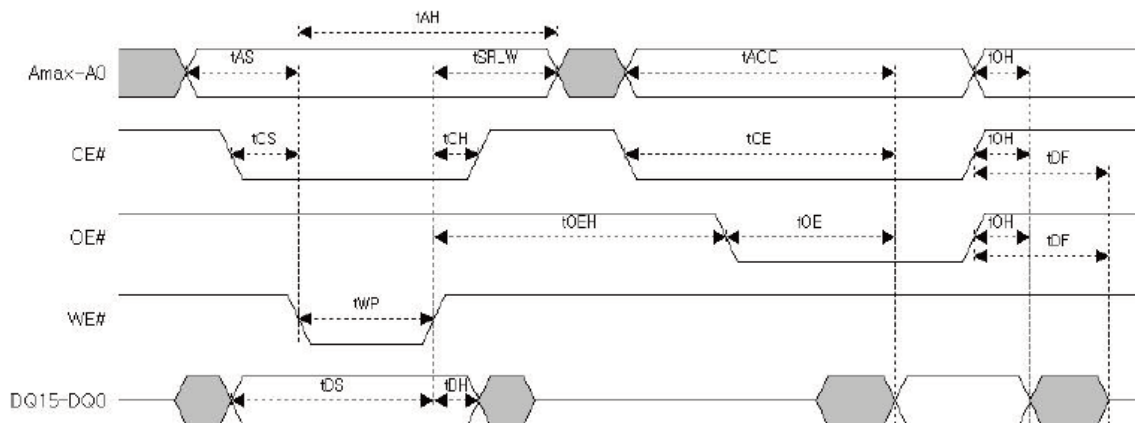 tAH
Amax-A0 tAS tSR_W tACC tOH
CE# tCS tCH tCE tOH
tDF
OE# tOEH tOE tOH
tDF
WE# tWP
DQ15-DQ0 tDS tDH